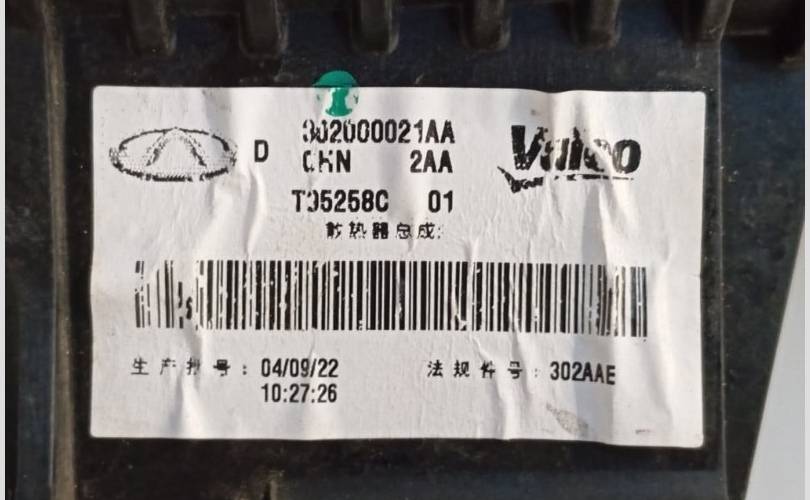 D
302000021AA
CHN 2AA
Valeo
T05258C 01
散热器总成:
生产批号: 04/09/22
10:27:26
法规件号: 302AAE